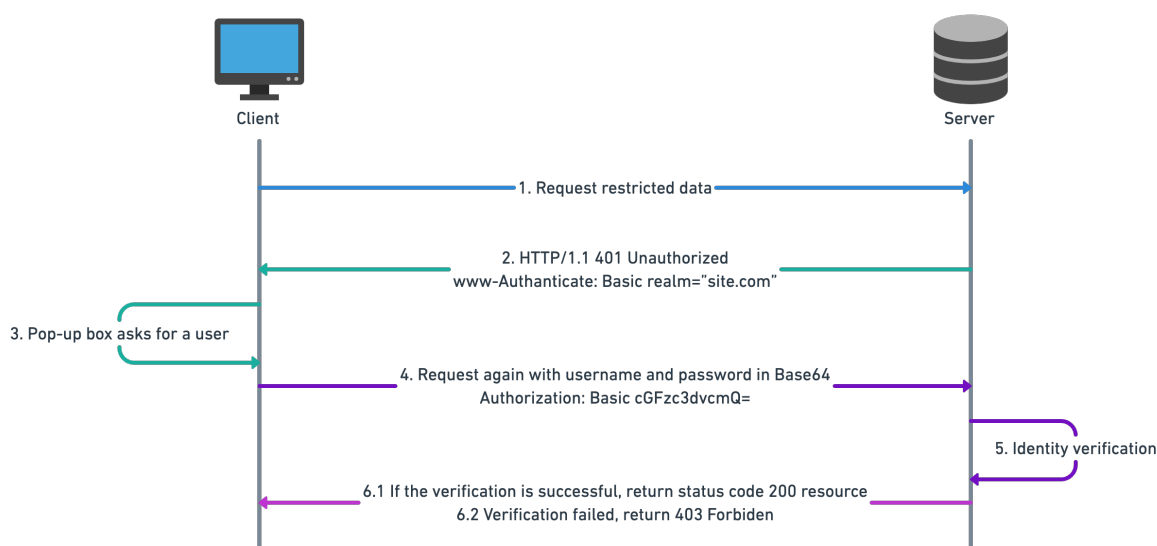 Client
Server
1. Request restricted data
2. HTTP/1.1 401 Unauthorized
www-Authanticate: Basic realm=”site.com”
3. Pop-up box asks for a user
4. Request again with username and password in Base64
Authorization: Basic cGFzc3dvcmQ=
5. Identity verification
6.1 If the verification is successful, return status code 200 resource
6.2 Verification failed, return 403 Forbiden